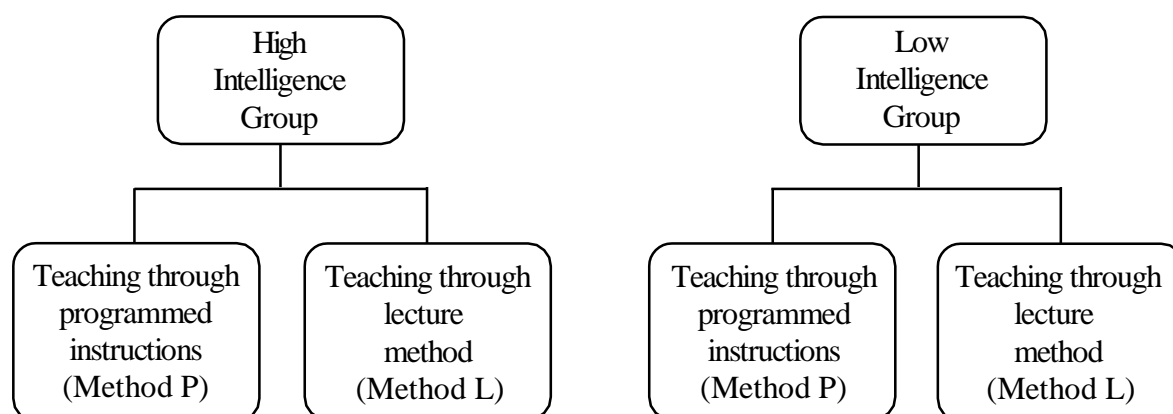 High
Intelligence
Group
Low
Intelligence
Group
Teaching through
programmed
instructions
(Method P)
Teaching through
lecture
method
(Method L)
Teaching through
programmed
instructions
(Method P)
Teaching through
lecture
method
(Method L)